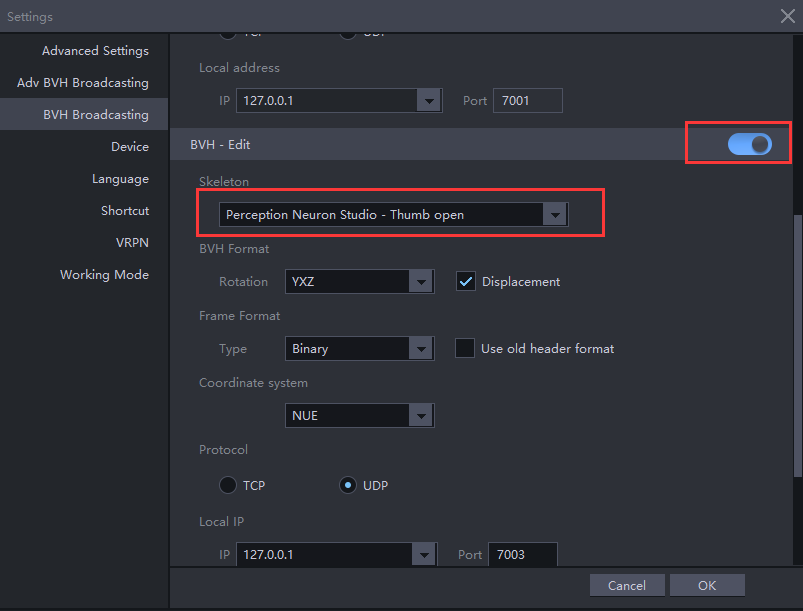 Settings
Advanced Settings
Adv BVH Broadcasting
BVH Broadcasting
Device
Language
Shortcut
VRPN
Working Mode
Local address
IP 127.0.0.1 Port 7001
BVH - Edit
Skeleton
Perception Neuron Studio - Thumb open
BVH Format
Rotation YXZ Displacement
Frame Format
Type Binary Use old header format
Coordinate system
NUE
Protocol
TCP UDP
Local IP
IP 127.0.0.1 Port 7003
Cancel OK